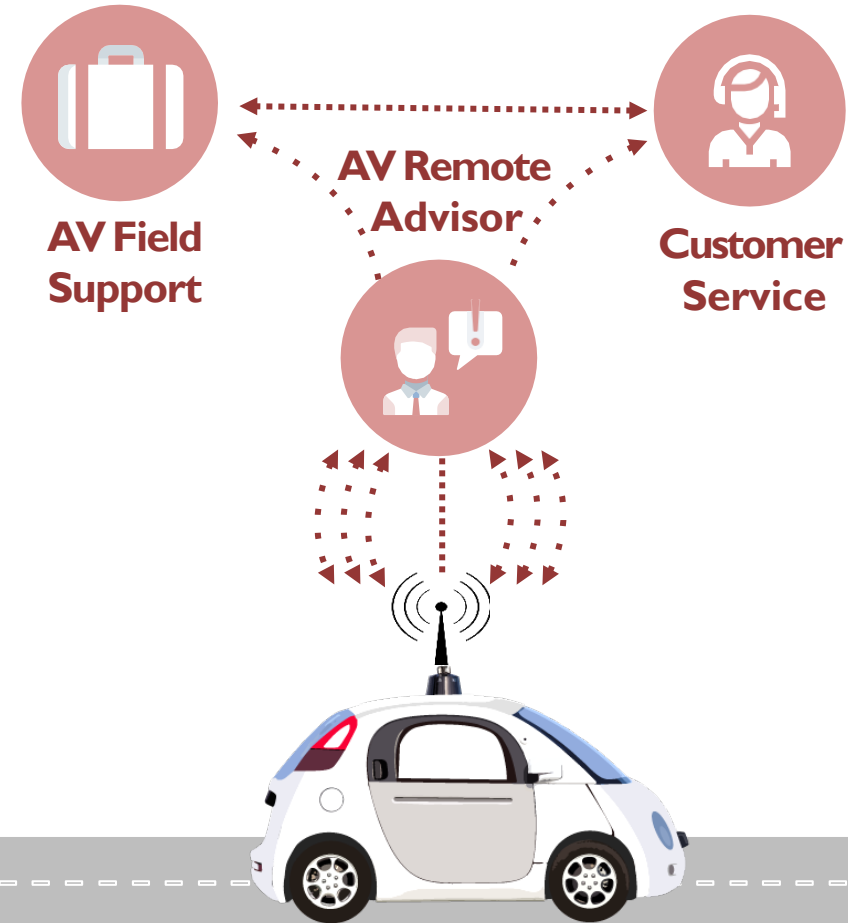 AV Remote
Advisor
AV Field
Support
Customer
Service